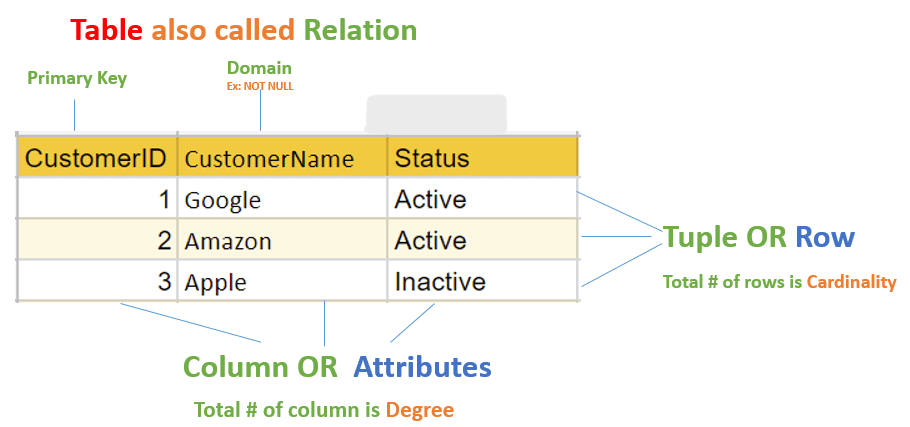 Table also called Relation
Primary Key
Domain
Ex: NOT NULL
CustomerID CustomerName Status
1 Google Active
2 Amazon Active
3 Apple Inactive
Tuple OR Row
Total # of rows is Cardinality
Column OR Attributes
Total # of column is Degree